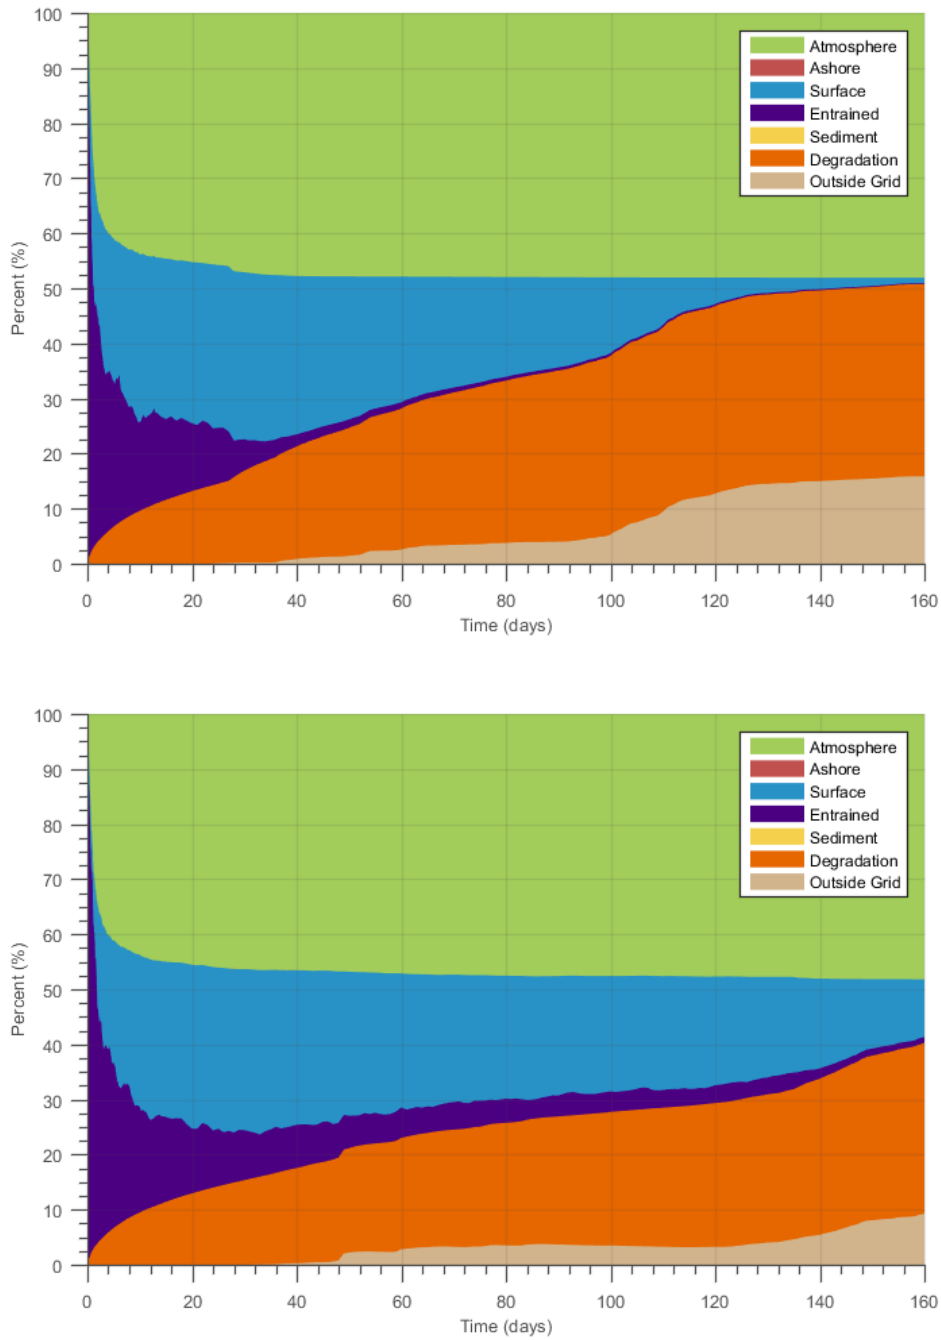 100
90
80
70
60
50
40
30
20
10
0
Percent (%)
Atmosphere
Ashore
Surface
Entrained
Sediment
Degradation
Outside Grid
0 20 40 60 80 100 120 140 160
Time (days)
100
90
80
70
60
50
40
30
20
10
0
Percent (%)
Atmosphere
Ashore
Surface
Entrained
Sediment
Degradation
Outside Grid
0 20 40 60 80 100 120 140 160
Time (days)